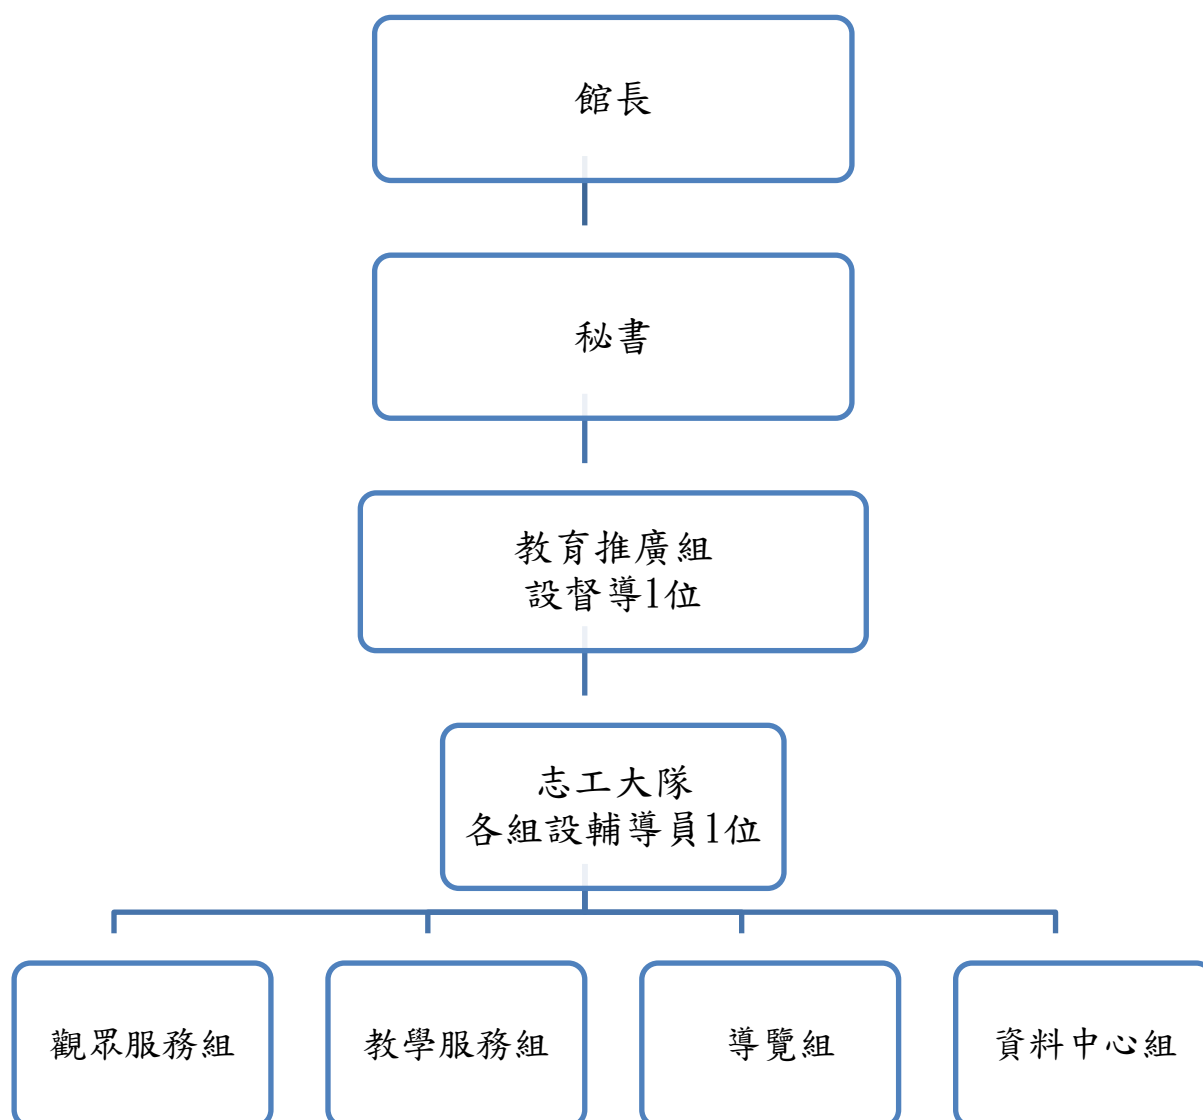 館長
秘書
教育推廣組
設督導1位
志工大隊
各組設輔導員1位
觀眾服務組
教學服務組
導覽組
資料中心組